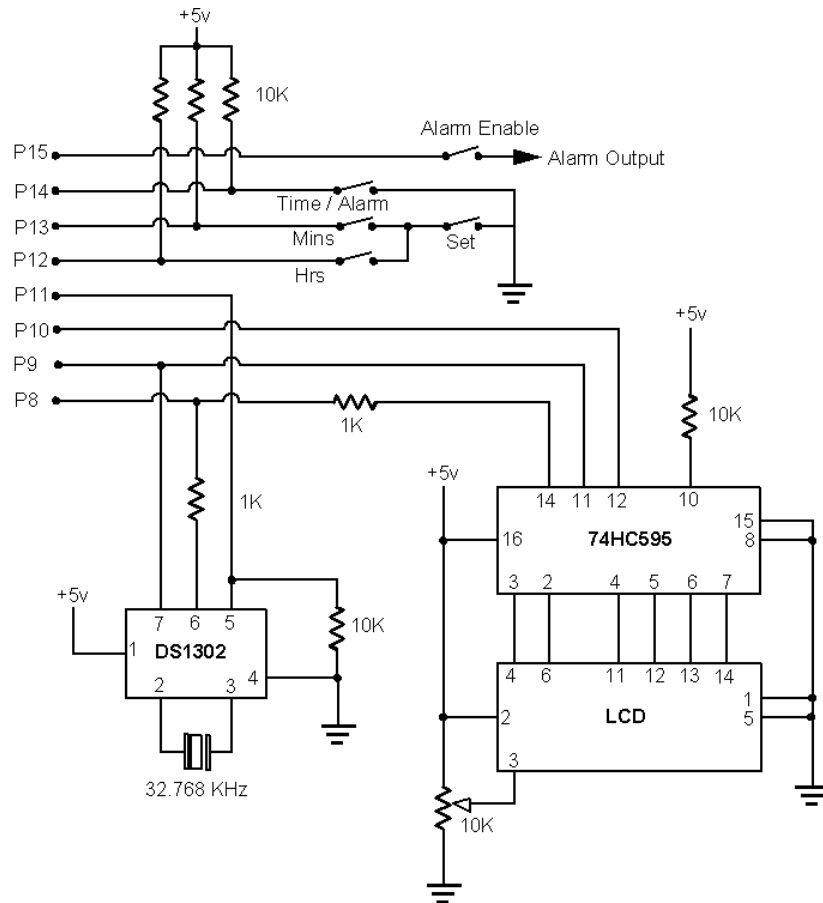 +5v
10K
P15
Alarm Enable
Alarm Output
P14
Time / Alarm
P13
Mins
Set
P12
Hrs
P11
P10
P9
P8
+5v
10K
1K
+5v
1K
14 11 12 10
16 74HC595 15
8
3 2 4 5 6 7
+5v
7 6 5
1 DS1302 4
2 3
10K
32.768 KHz
4 6 11 12 13 14
2 LCD 1
5
3
10K